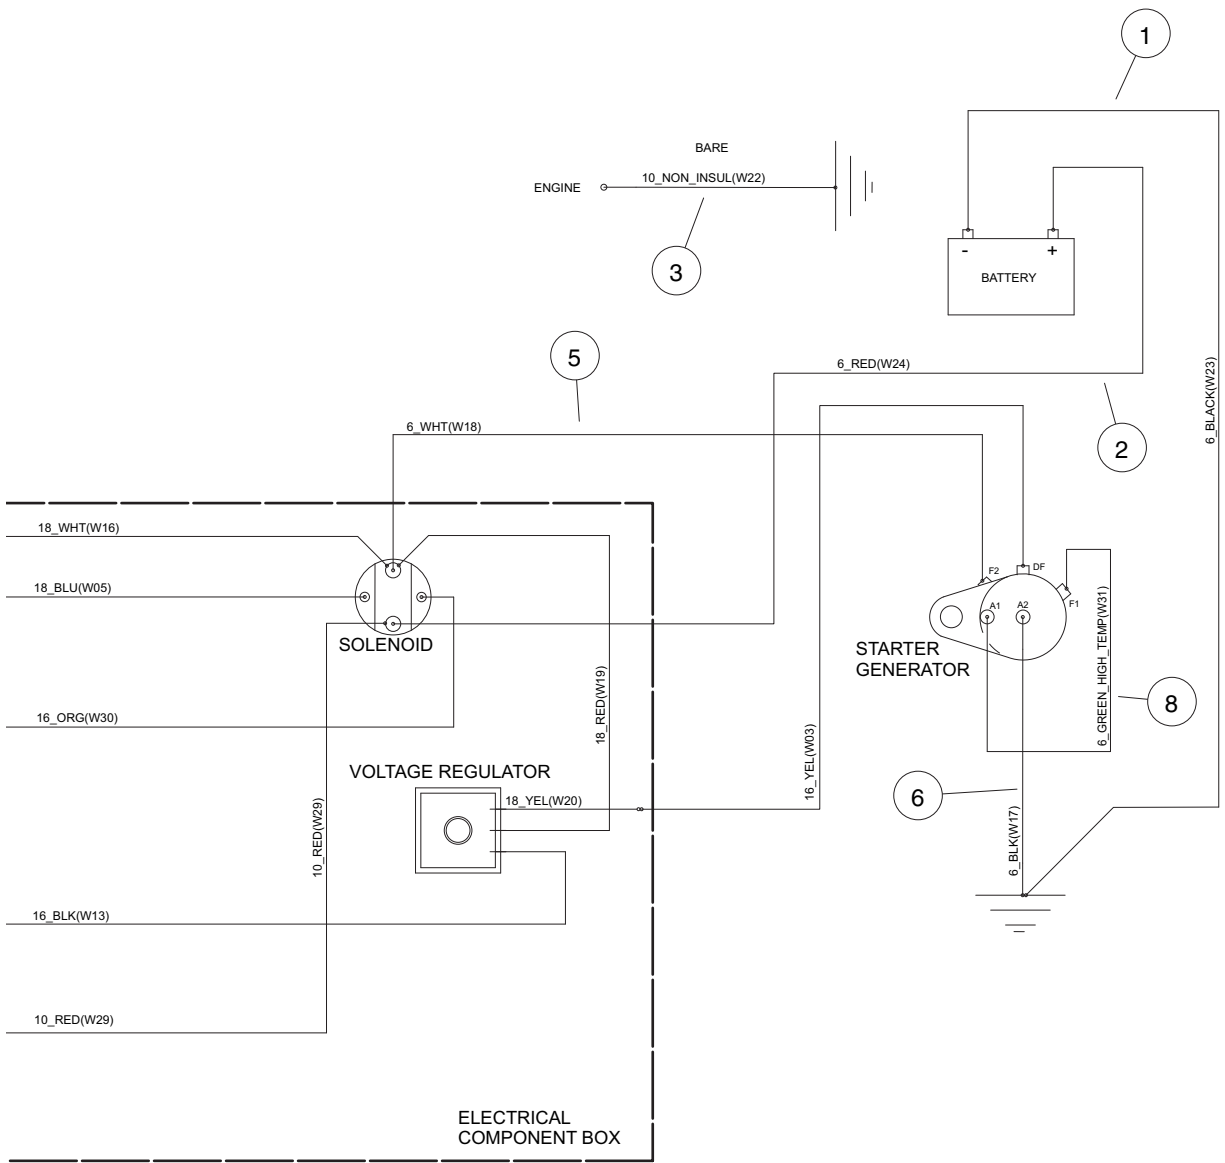 1
BARE
10_NON_INSUL(W22)
ENGINE
3
- +
BATTERY
5
6_RED(W24)
6_BLACK(W23)
2
6_WHT(W18)
18_WHT(W16)
F2
DF
18_BLU(W05)
A1
A2
F1
SOLENOID
STARTER
GENERATOR
6_GREEN_HIGH_TEMP(W31)
8
18_RED(W19)
16_ORG(W30)
16_YEL(W03)
VOLTAGE REGULATOR
18_YEL(W20)
6
10_RED(W29)
6_BLK(W17)
16_BLK(W13)
10_RED(W29)
ELECTRICAL
COMPONENT BOX